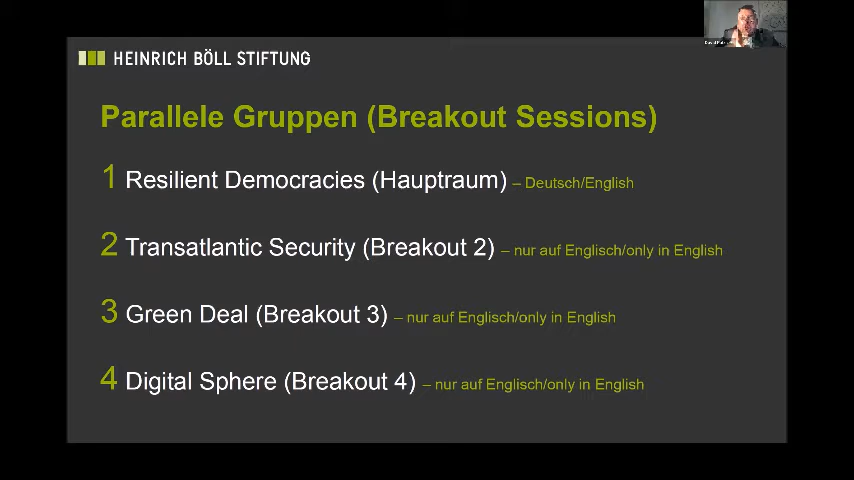 HEINRICH BÖLL STIFTUNG
Parallele Gruppen (Breakout Sessions)
1 Resilient Democracies (Hauptraum) – Deutsch/English
2 Transatlantic Security (Breakout 2) – nur auf Englisch/only in English
3 Green Deal (Breakout 3) – nur auf Englisch/only in English
4 Digital Sphere (Breakout 4) – nur auf Englisch/only in English